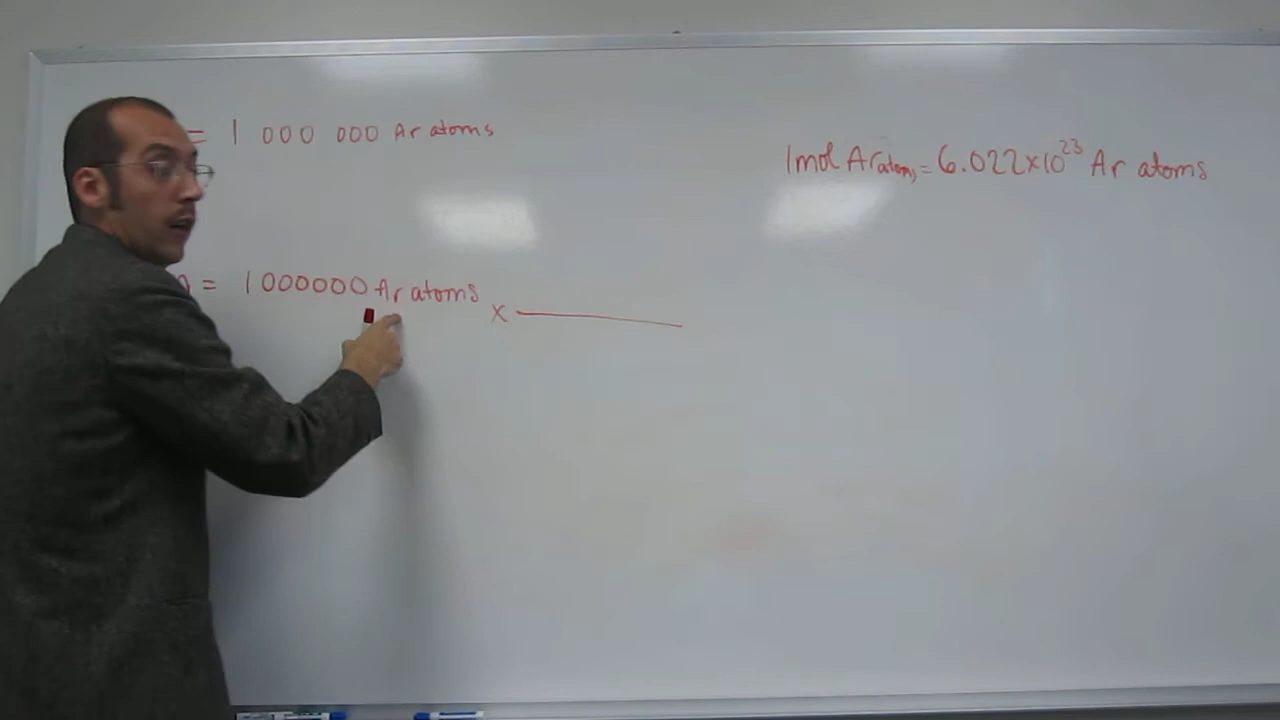 = 1 000 000 Ar atoms
1mol Ar(atoms) = 6.022x10^23 Ar atoms
n = 1000000 Ar atoms x